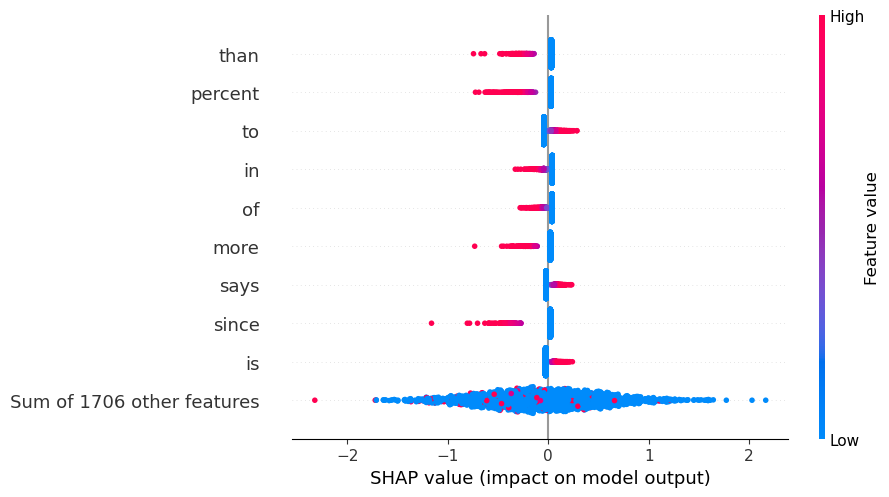 High
than
percent
to
in
of
more
says
since
is
Sum of 1706 other features
Low
Feature value
−2
−1
0
1
2
SHAP value (impact on model output)